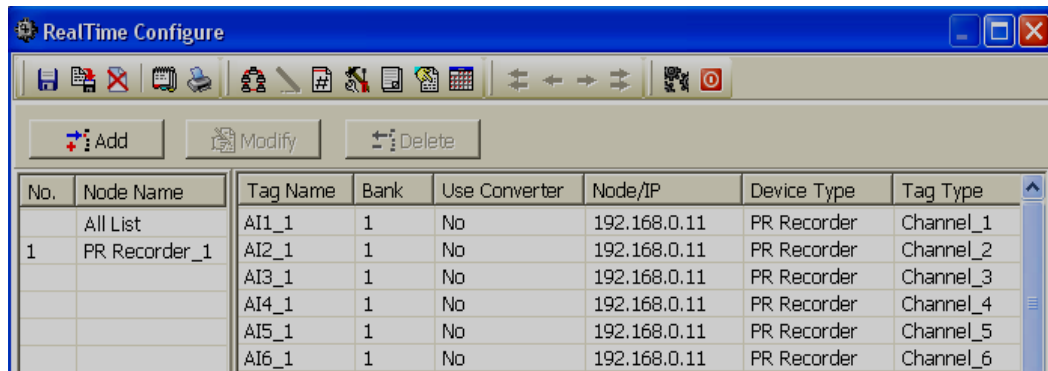 RealTime Configure
Add Modify Delete
No. Node Name Tag Name Bank Use Converter Node/IP Device Type Tag Type
All List AI1_1 1 No 192.168.0.11 PR Recorder Channel_1
1 PR Recorder_1 AI2_1 1 No 192.168.0.11 PR Recorder Channel_2
AI3_1 1 No 192.168.0.11 PR Recorder Channel_3
AI4_1 1 No 192.168.0.11 PR Recorder Channel_4
AI5_1 1 No 192.168.0.11 PR Recorder Channel_5
AI6_1 1 No 192.168.0.11 PR Recorder Channel_6